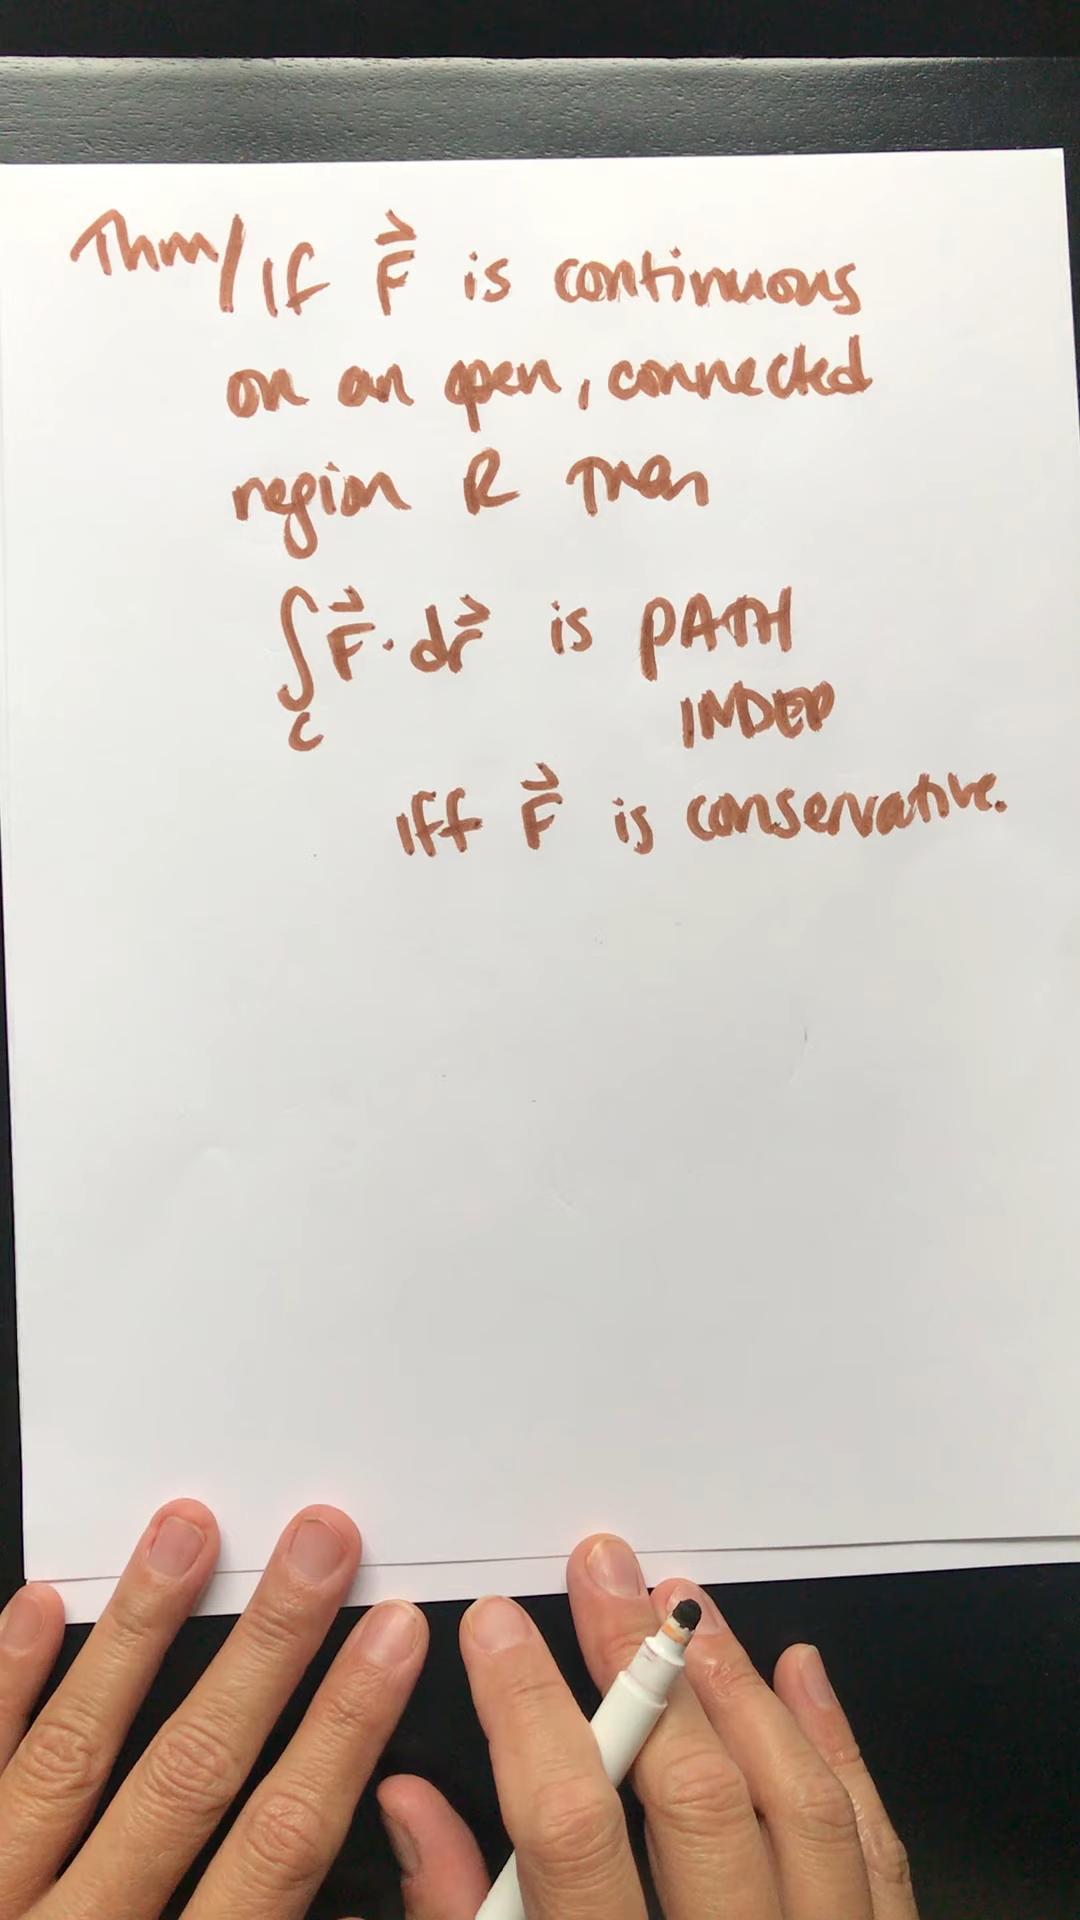 Thm/ If F⃗ is continuous
on an open, connected
region R then
∫_C F⃗ · dr⃗ is PATH
INDEP
iff F⃗ is conservative.